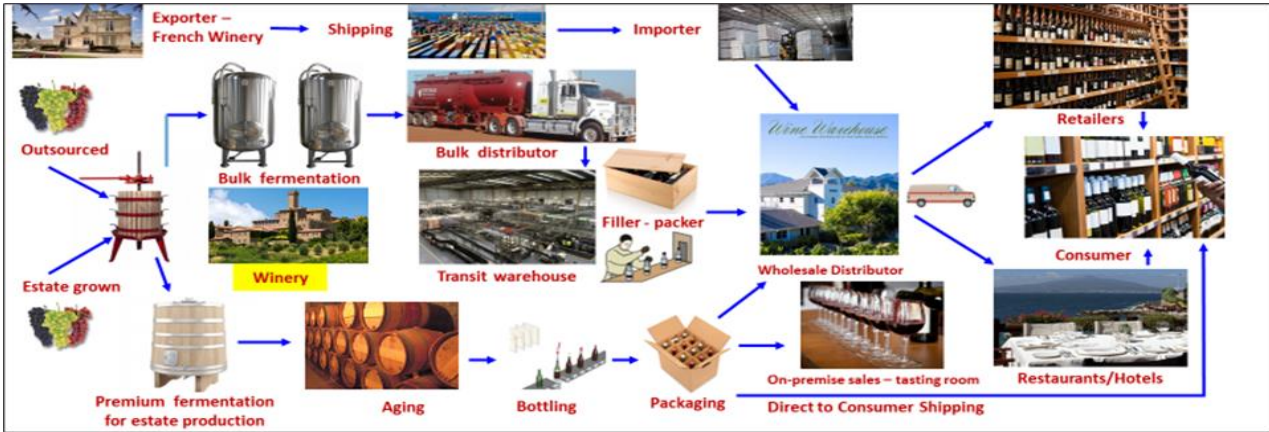 Exporter –
French Winery
Shipping
Importer
Outsourced
Bulk fermentation
Bulk distributor
Wine Warehouse
Retailers
Filler - packer
Winery
Transit warehouse
Estate grown
Wholesale Distributor
Consumer
Premium fermentation
for estate production
Aging
Bottling
Packaging
On-premise sales – tasting room
Restaurants/Hotels
Direct to Consumer Shipping